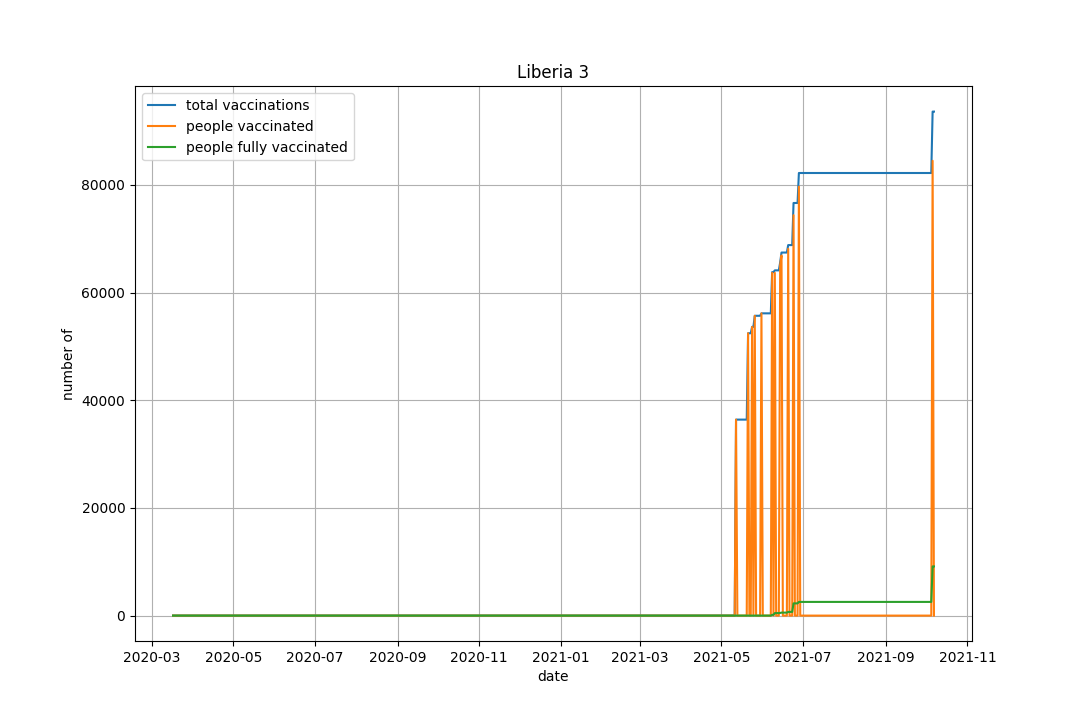 Liberia 3
total vaccinations
people vaccinated
people fully vaccinated
number of
80000
60000
40000
20000
0
2020-03 2020-05 2020-07 2020-09 2020-11 2021-01 2021-03 2021-05 2021-07 2021-09 2021-11
date